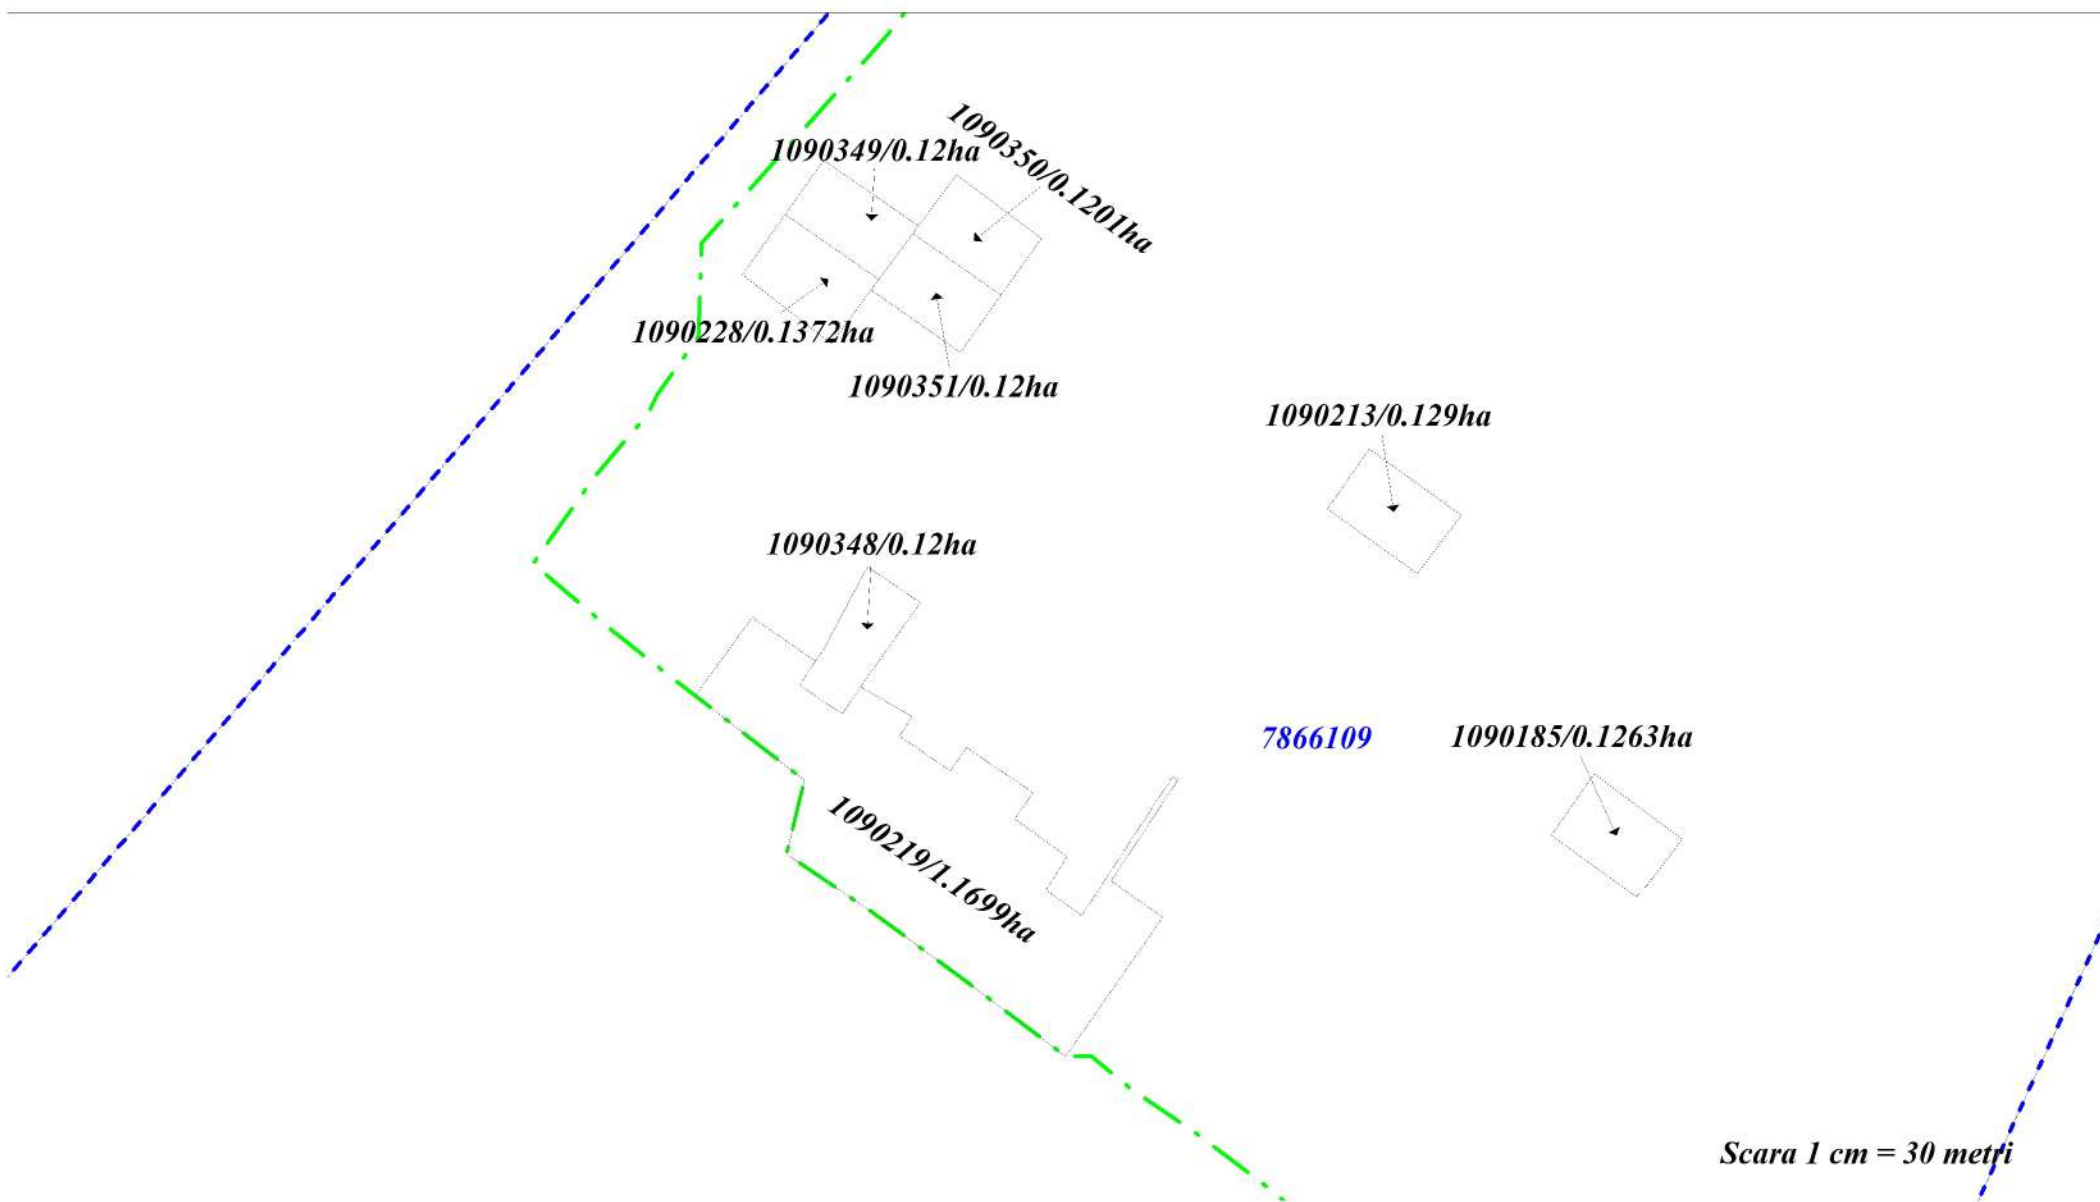 1090349/0.12ha
1090350/0.1201ha
1090228/0.1372ha
1090351/0.12ha
1090213/0.129ha
1090348/0.12ha
7866109
1090185/0.1263ha
1090219/1.1699ha
Scara 1 cm = 30 metri